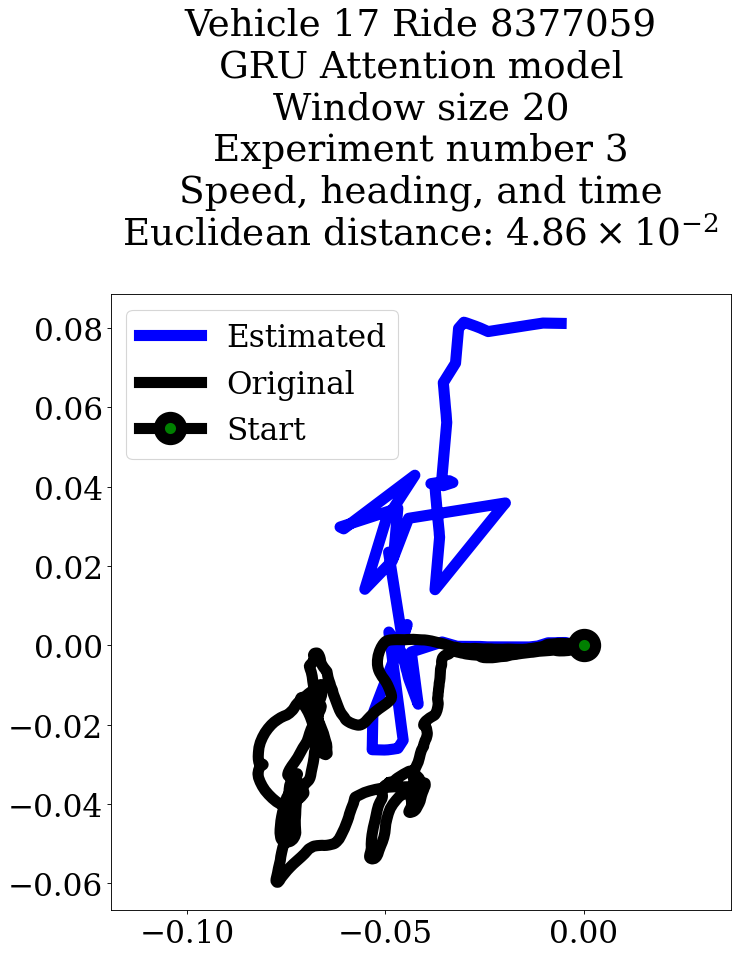 Vehicle 17 Ride 8377059
GRU Attention model
Window size 20
Experiment number 3
Speed, heading, and time
Euclidean distance: 4.86 × 10⁻²
Estimated
Original
Start
0.08
0.06
0.04
0.02
0.00
−0.02
−0.04
−0.06
−0.10
−0.05
0.00